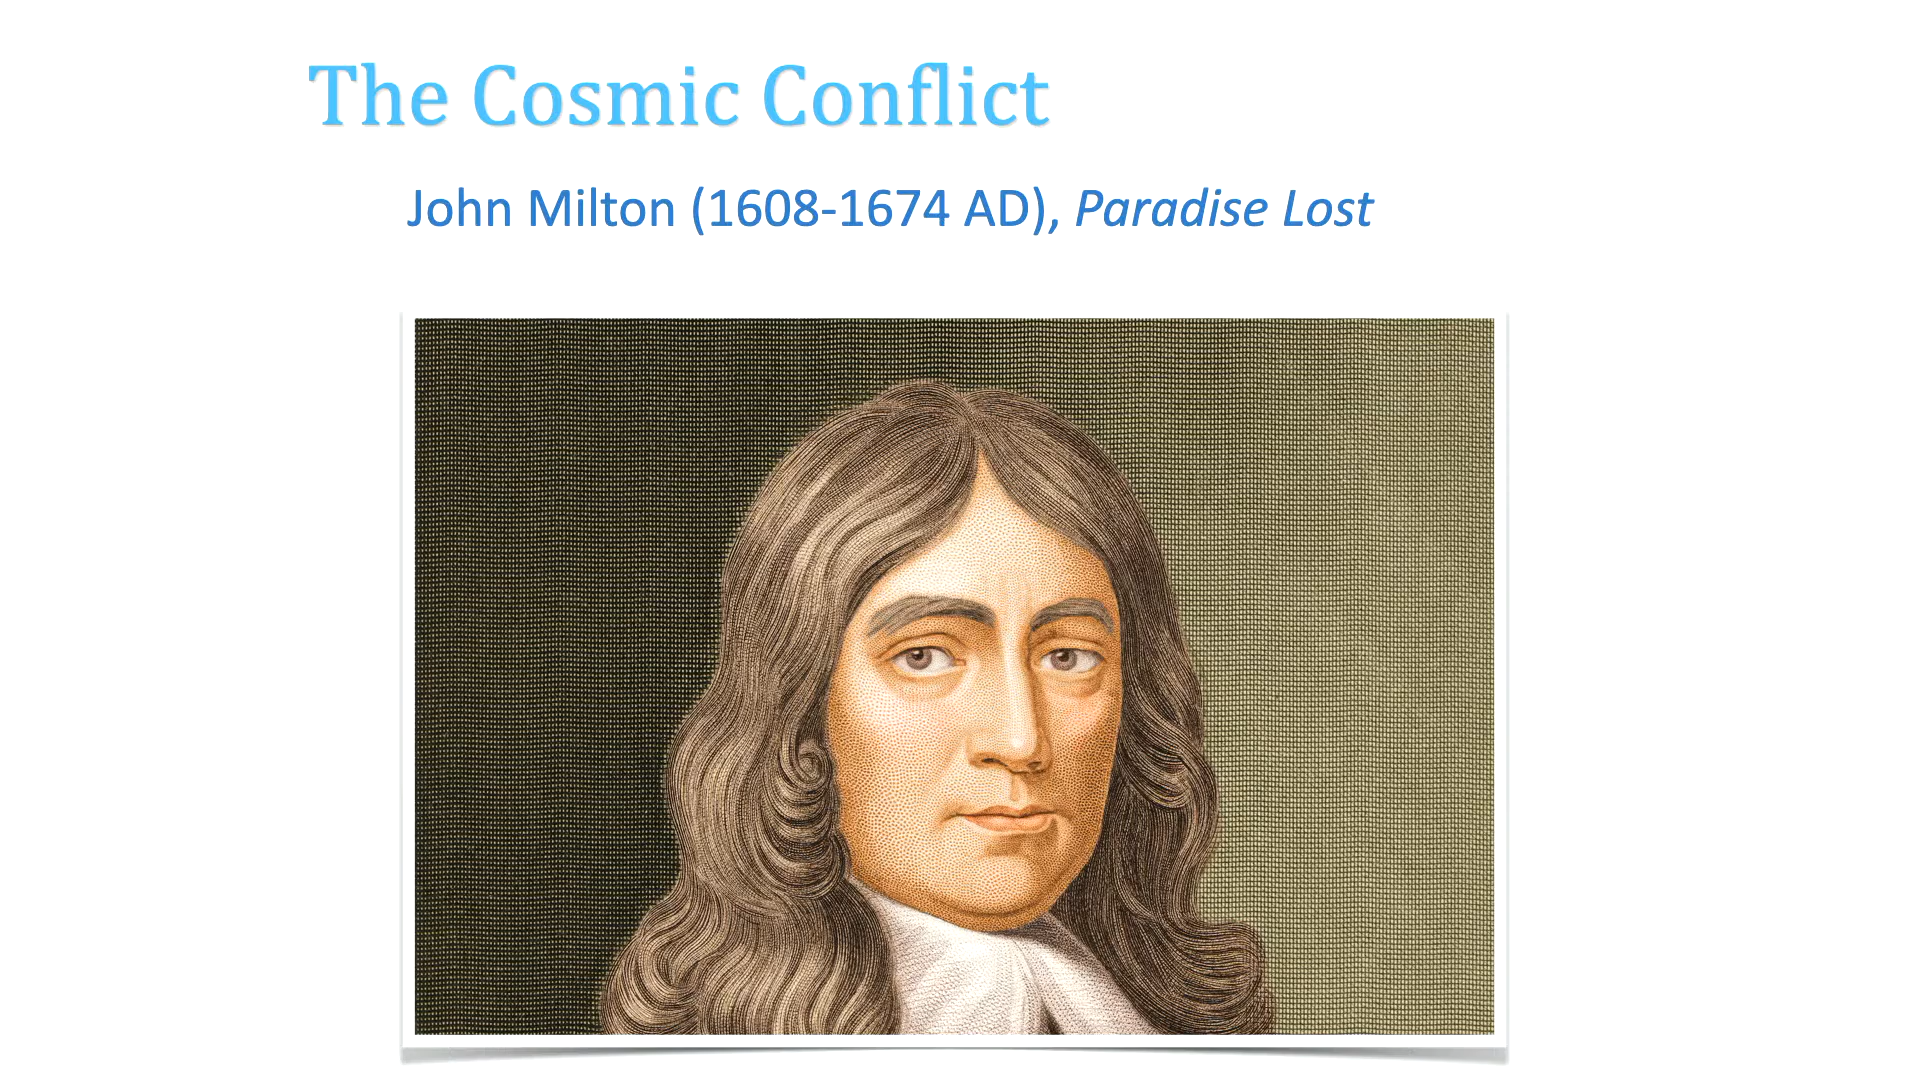 The Cosmic Conflict
John Milton (1608-1674 AD), Paradise Lost